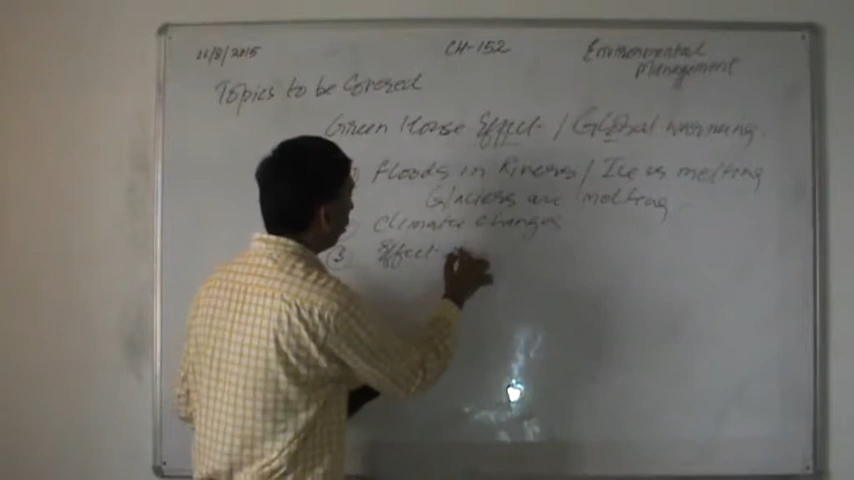 11/8/2015 CH-152 Environmental
Management
Topics to be Covered
Green House Effect / Global warming.
Floods in Rivers / Ice is melting
Glaciers are melting
Climate changes
3 Effect